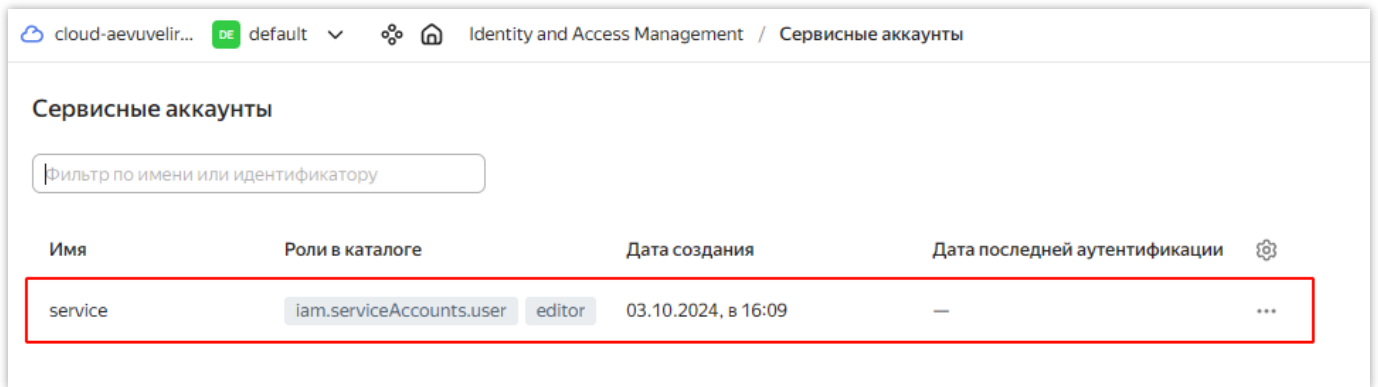 cloud-aevuvelir... DE default Identity and Access Management / Сервисные аккаунты
Сервисные аккаунты
Фильтр по имени или идентификатору
Имя Роли в каталоге Дата создания Дата последней аутентификации
service iam.serviceAccounts.user editor 03.10.2024, в 16:09 —